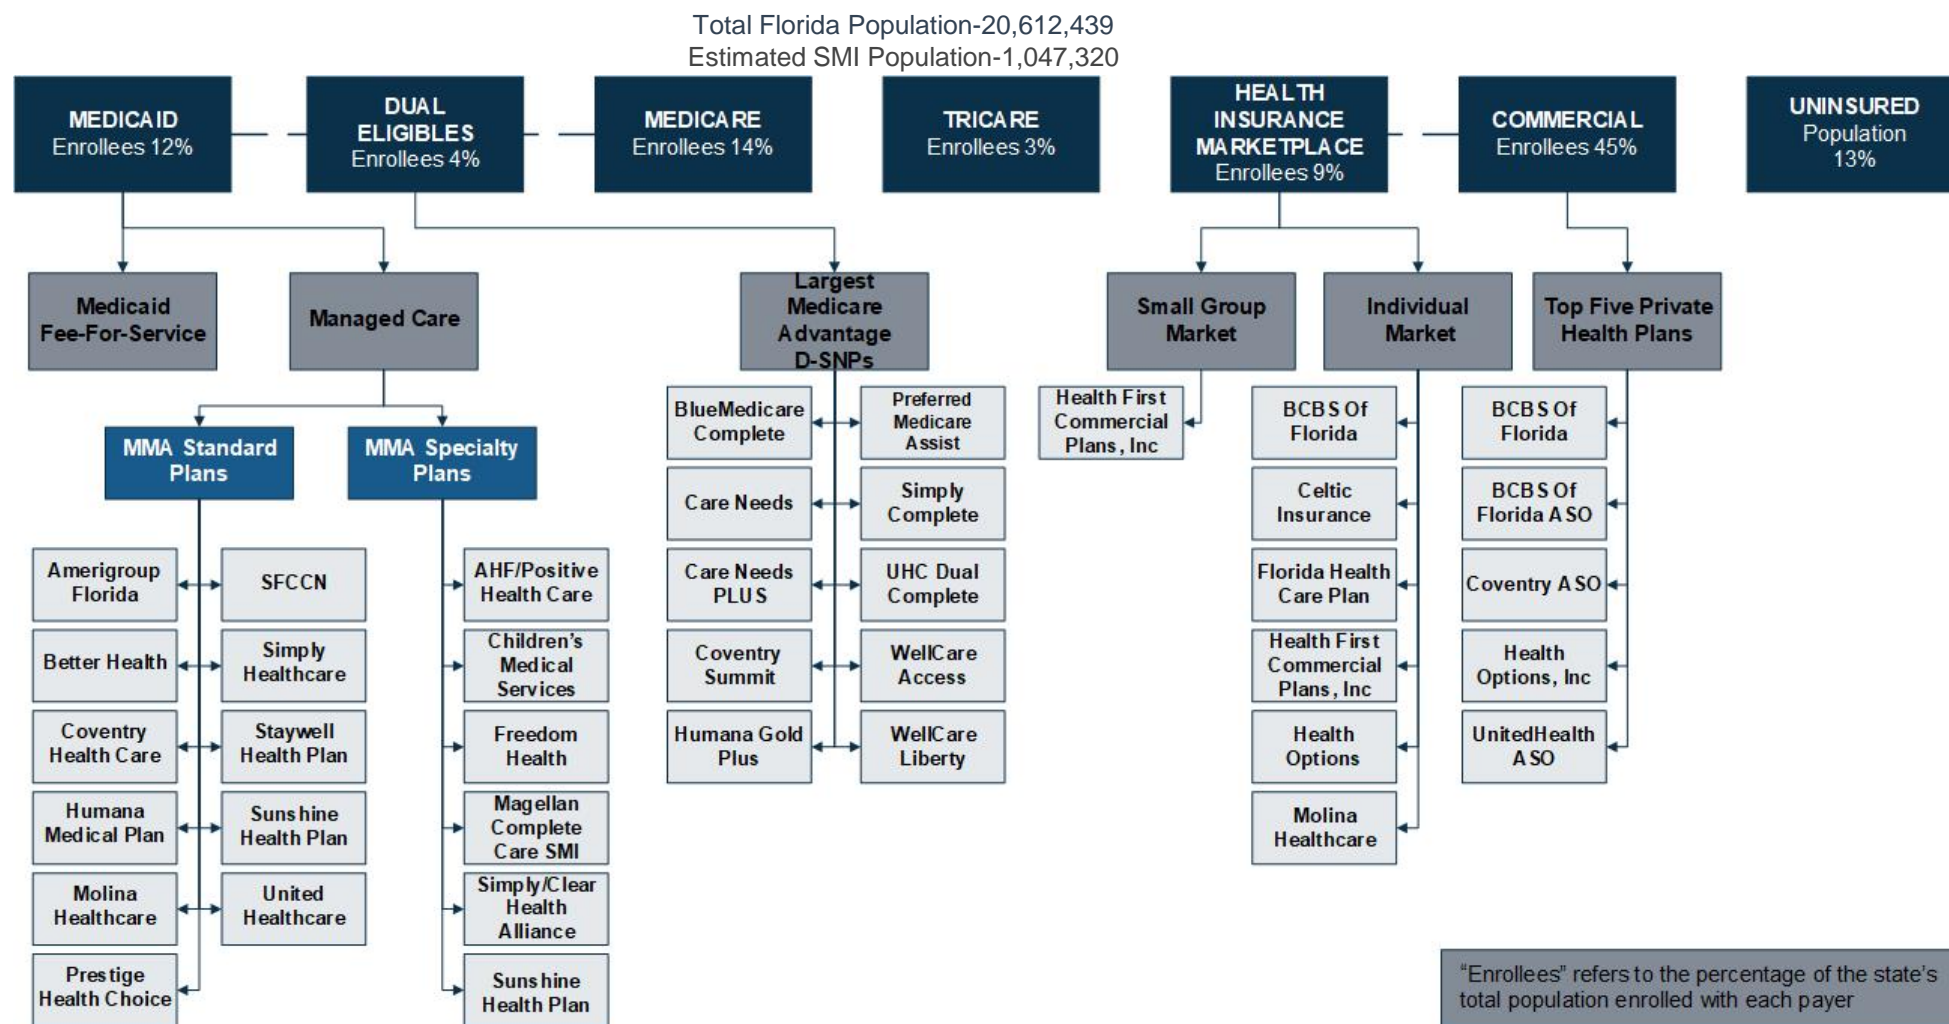 Total Florida Population-20,612,439
Estimated SMI Population-1,047,320
MEDICAID
Enrollees 12%
DUAL
ELIGIBLES
Enrollees 4%
MEDICARE
Enrollees 14%
TRICARE
Enrollees 3%
HEALTH
INSURANCE
MARKETPLACE
Enrollees 9%
COMMERCIAL
Enrollees 45%
UNINSURED
Population
13%
Medicaid
Fee-For-Service
Managed Care
Largest
Medicare
Advantage
D-SNPs
Small Group
Market
Individual
Market
Top Five Private
Health Plans
MMA Standard
Plans
MMA Specialty
Plans
Amerigroup
Florida
SFCCN
Better Health
Simply
Healthcare
Coventry
Health Care
Staywell
Health Plan
Humana
Medical Plan
Sunshine
Health Plan
Molina
Healthcare
United
Healthcare
Prestige
Health Choice
AHF/Positive
Health Care
Children's
Medical
Services
Freedom
Health
Magellan
Complete
Care SMI
Simply/Clear
Health
Alliance
Sunshine
Health Plan
BlueMedicare
Complete
Preferred
Medicare
Assist
Care Needs
Simply
Complete
Care Needs
PLUS
UHC Dual
Complete
Coventry
Summit
WellCare
Access
Humana Gold
Plus
WellCare
Liberty
Health First
Commercial
Plans, Inc
BCBS Of
Florida
Celtic
Insurance
Florida Health
Care Plan
Health First
Commercial
Plans, Inc
Health
Options
Molina
Healthcare
BCBS Of
Florida
BCBS Of
Florida ASO
Coventry ASO
Health
Options, Inc
UnitedHealth
ASO
"Enrollees" refers to the percentage of the state's
total population enrolled with each payer